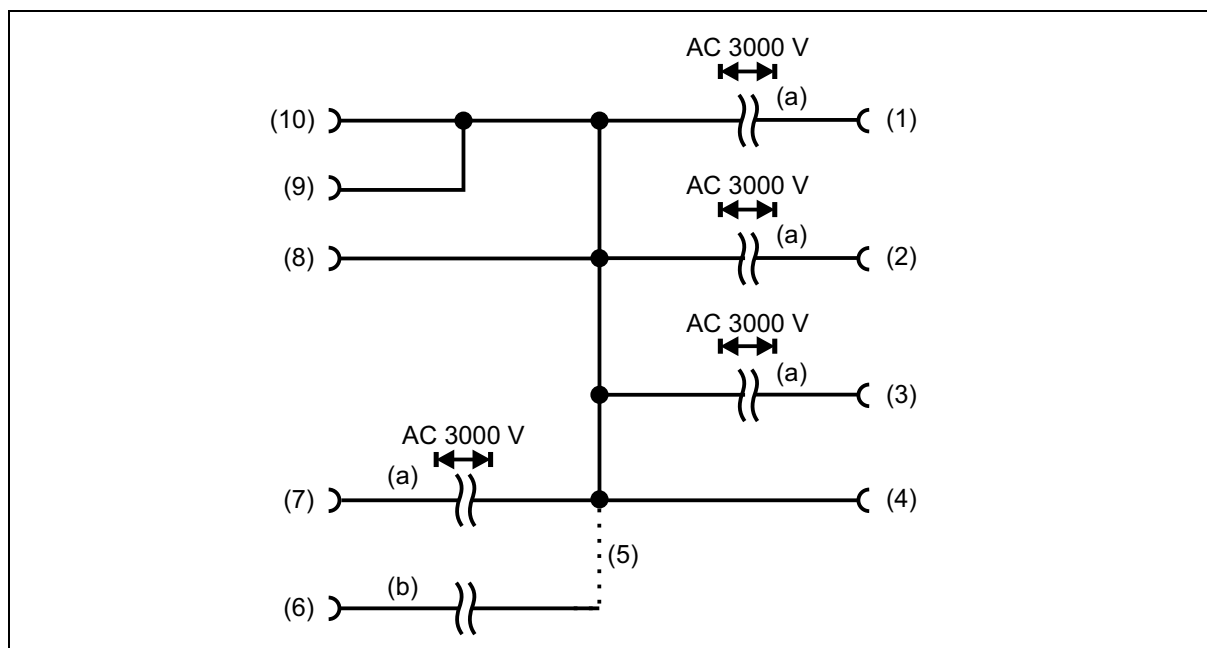 AC 3000 V
(10)
(a)
(1)
(9)
AC 3000 V
(8)
(a)
(2)
AC 3000 V
(a)
(3)
AC 3000 V
(7)
(a)
(4)
(5)
(6)
(b)